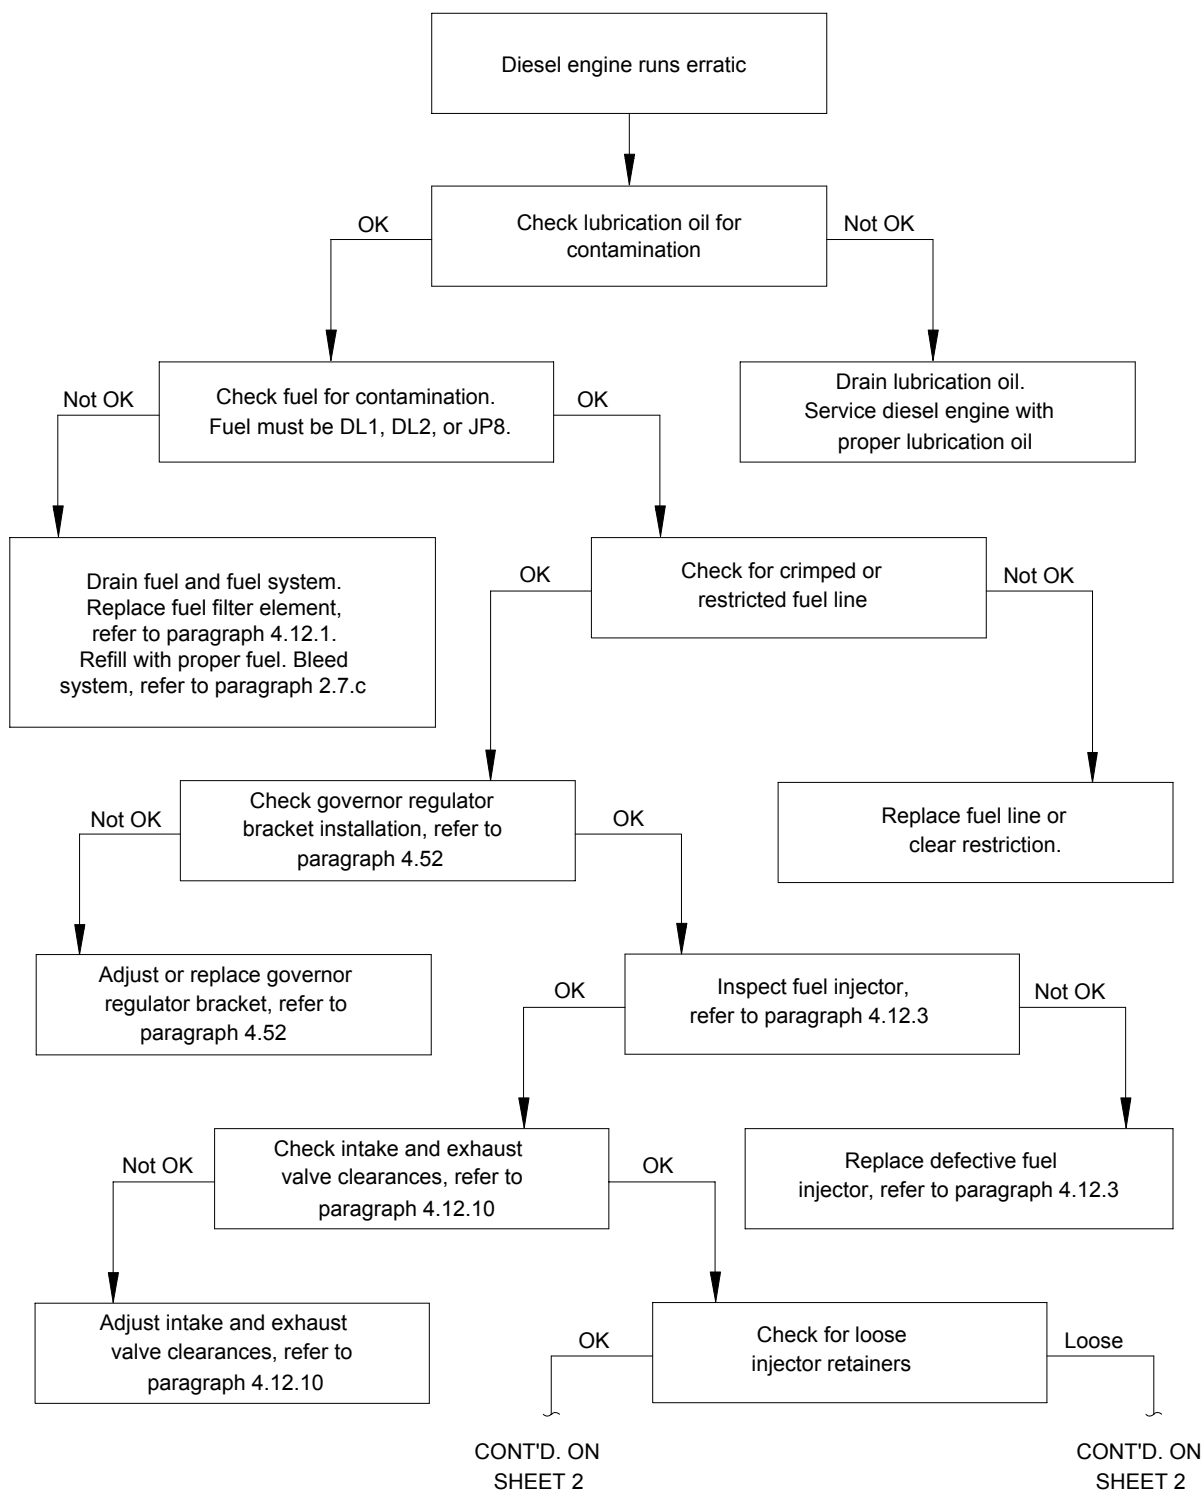 Diesel engine runs erratic
Check lubrication oil for
contamination
OK
Not OK
Check fuel for contamination.
Fuel must be DL1, DL2, or JP8.
Drain lubrication oil.
Service diesel engine with
proper lubrication oil
Not OK
OK
Drain fuel and fuel system.
Replace fuel filter element,
refer to paragraph 4.12.1.
Refill with proper fuel. Bleed
system, refer to paragraph 2.7.c
Check for crimped or
restricted fuel line
OK
Not OK
Check governor regulator
bracket installation, refer to
paragraph 4.52
Replace fuel line or
clear restriction.
Not OK
OK
Adjust or replace governor
regulator bracket, refer to
paragraph 4.52
Inspect fuel injector,
refer to paragraph 4.12.3
OK
Not OK
Check intake and exhaust
valve clearances, refer to
paragraph 4.12.10
Replace defective fuel
injector, refer to paragraph 4.12.3
Not OK
OK
Adjust intake and exhaust
valve clearances, refer to
paragraph 4.12.10
Check for loose
injector retainers
OK
Loose
CONT'D. ON
SHEET 2
CONT'D. ON
SHEET 2